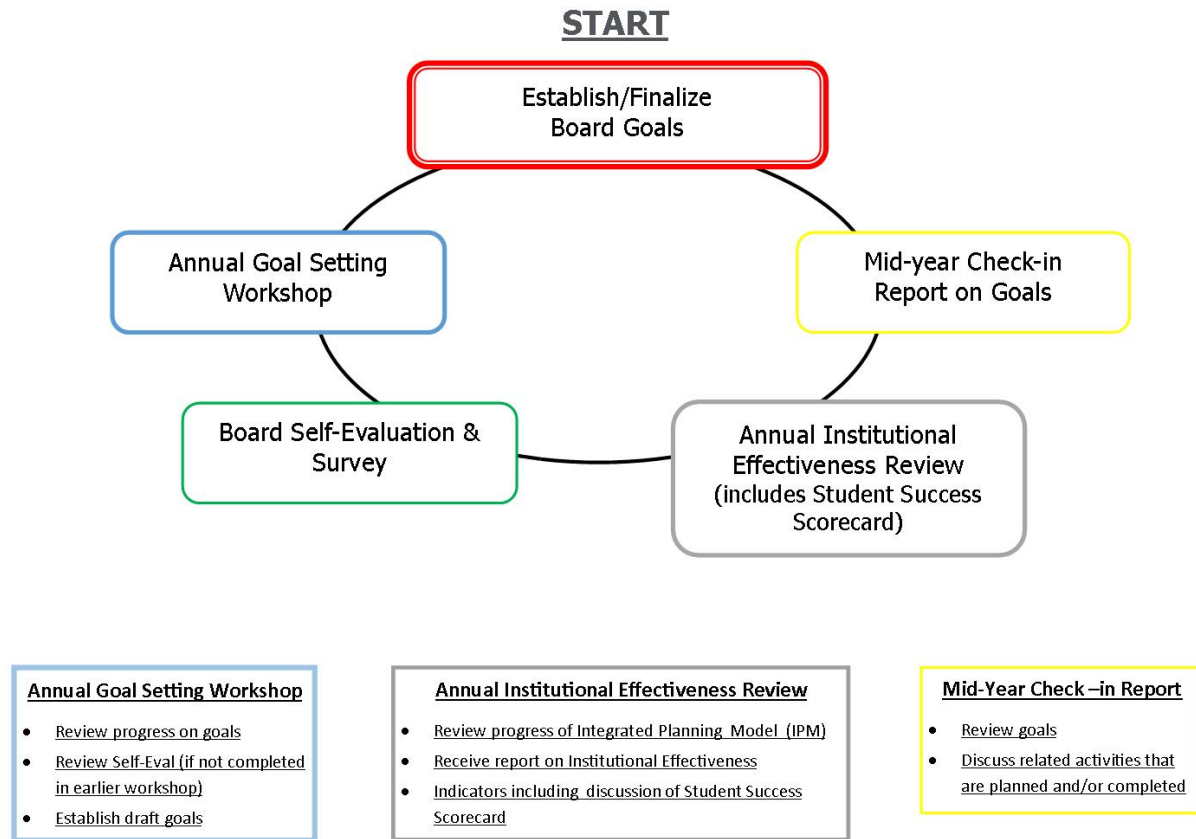 START
Establish/Finalize
Board Goals
Annual Goal Setting
Workshop
Mid-year Check-in
Report on Goals
Board Self-Evaluation &
Survey
Annual Institutional
Effectiveness Review
(includes Student Success
Scorecard)
Annual Goal Setting Workshop
• Review progress on goals
• Review Self-Eval (if not completed
in earlier workshop)
• Establish draft goals
Annual Institutional Effectiveness Review
• Review progress of Integrated Planning Model (IPM)
• Receive report on Institutional Effectiveness
• Indicators including discussion of Student Success
Scorecard
Mid-Year Check –in Report
• Review goals
• Discuss related activities that
are planned and/or completed